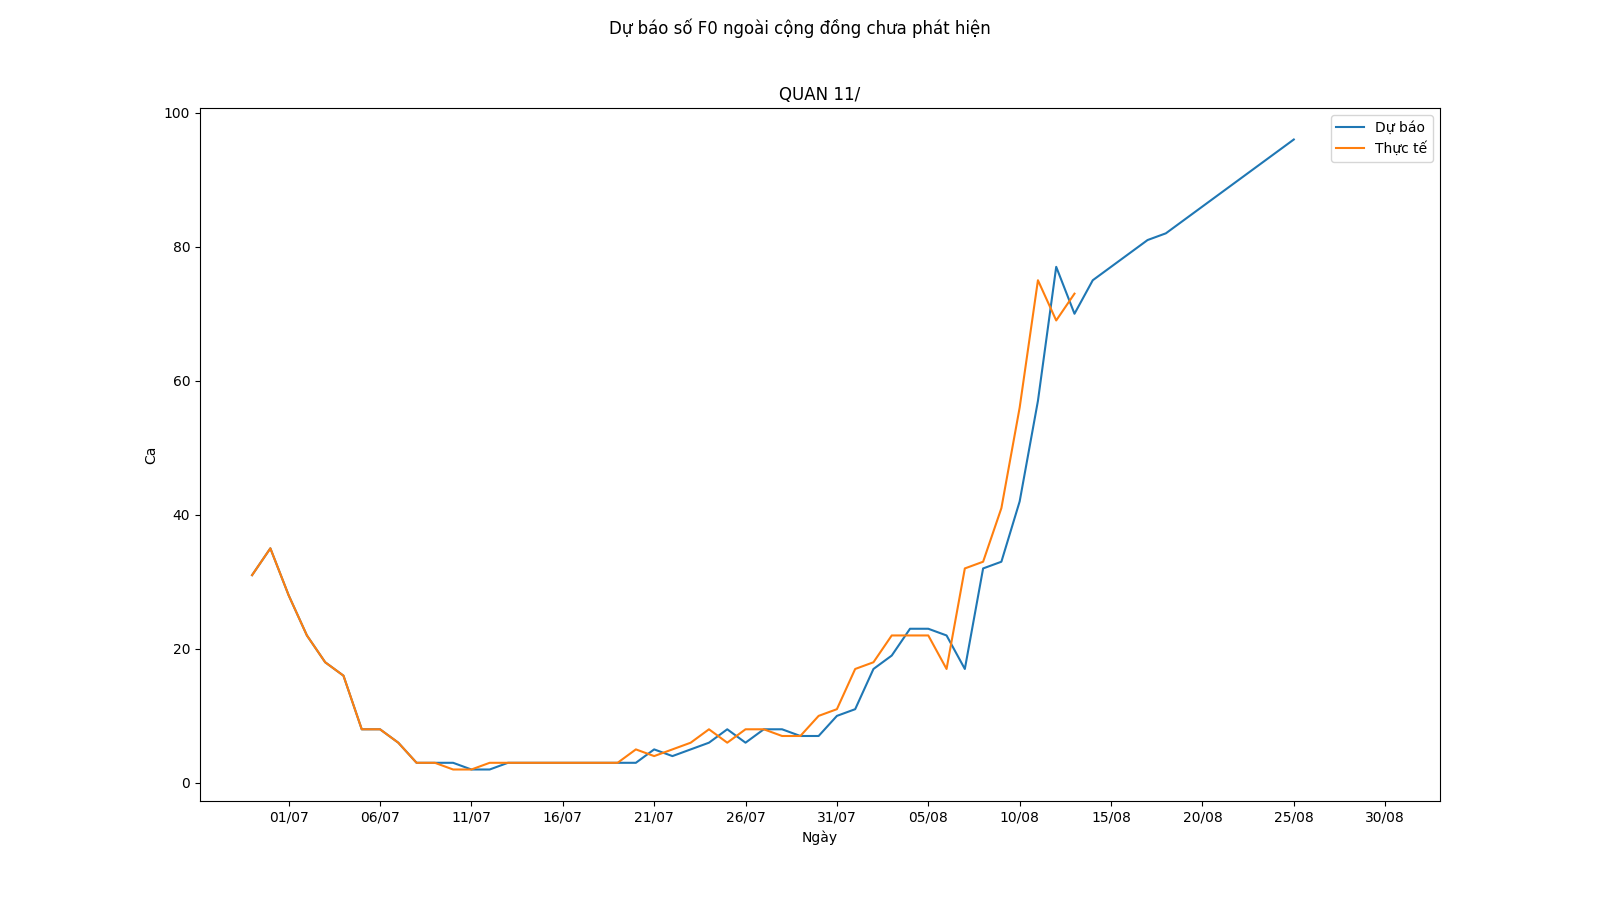 Dự báo số F0 ngoài cộng đồng chưa phát hiện
QUAN 11/
100
80
60
40
20
0
Ca
Dự báo
Thực tế
01/07 06/07 11/07 16/07 21/07 26/07 31/07 05/08 10/08 15/08 20/08 25/08 30/08
Ngày